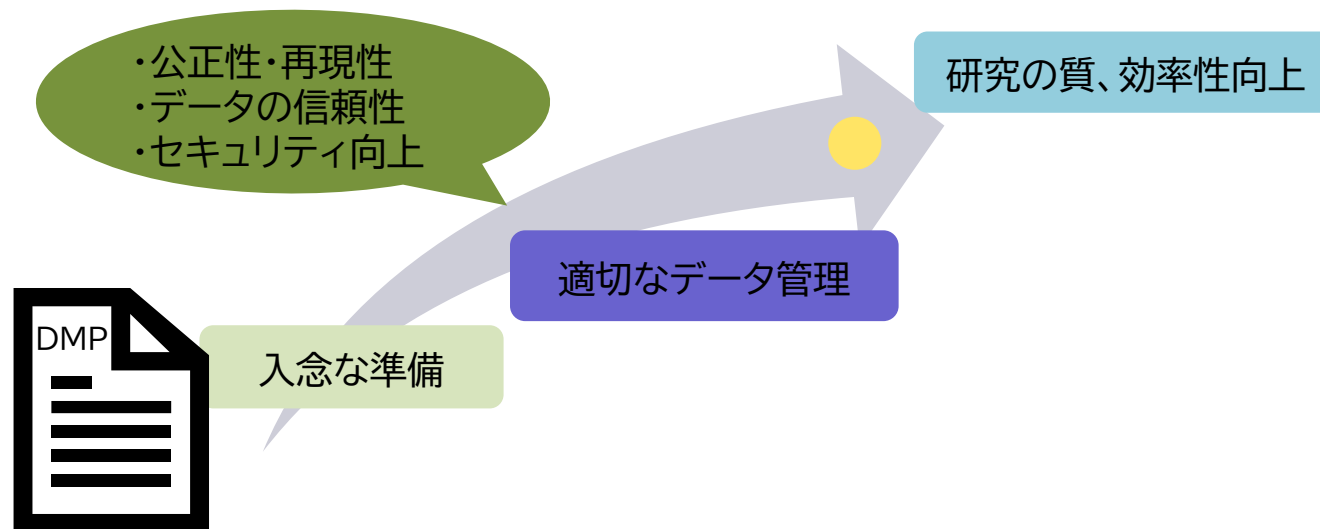 ・公正性・再現性
・データの信頼性
・セキュリティ向上
研究の質、効率性向上
適切なデータ管理
DMP
入念な準備